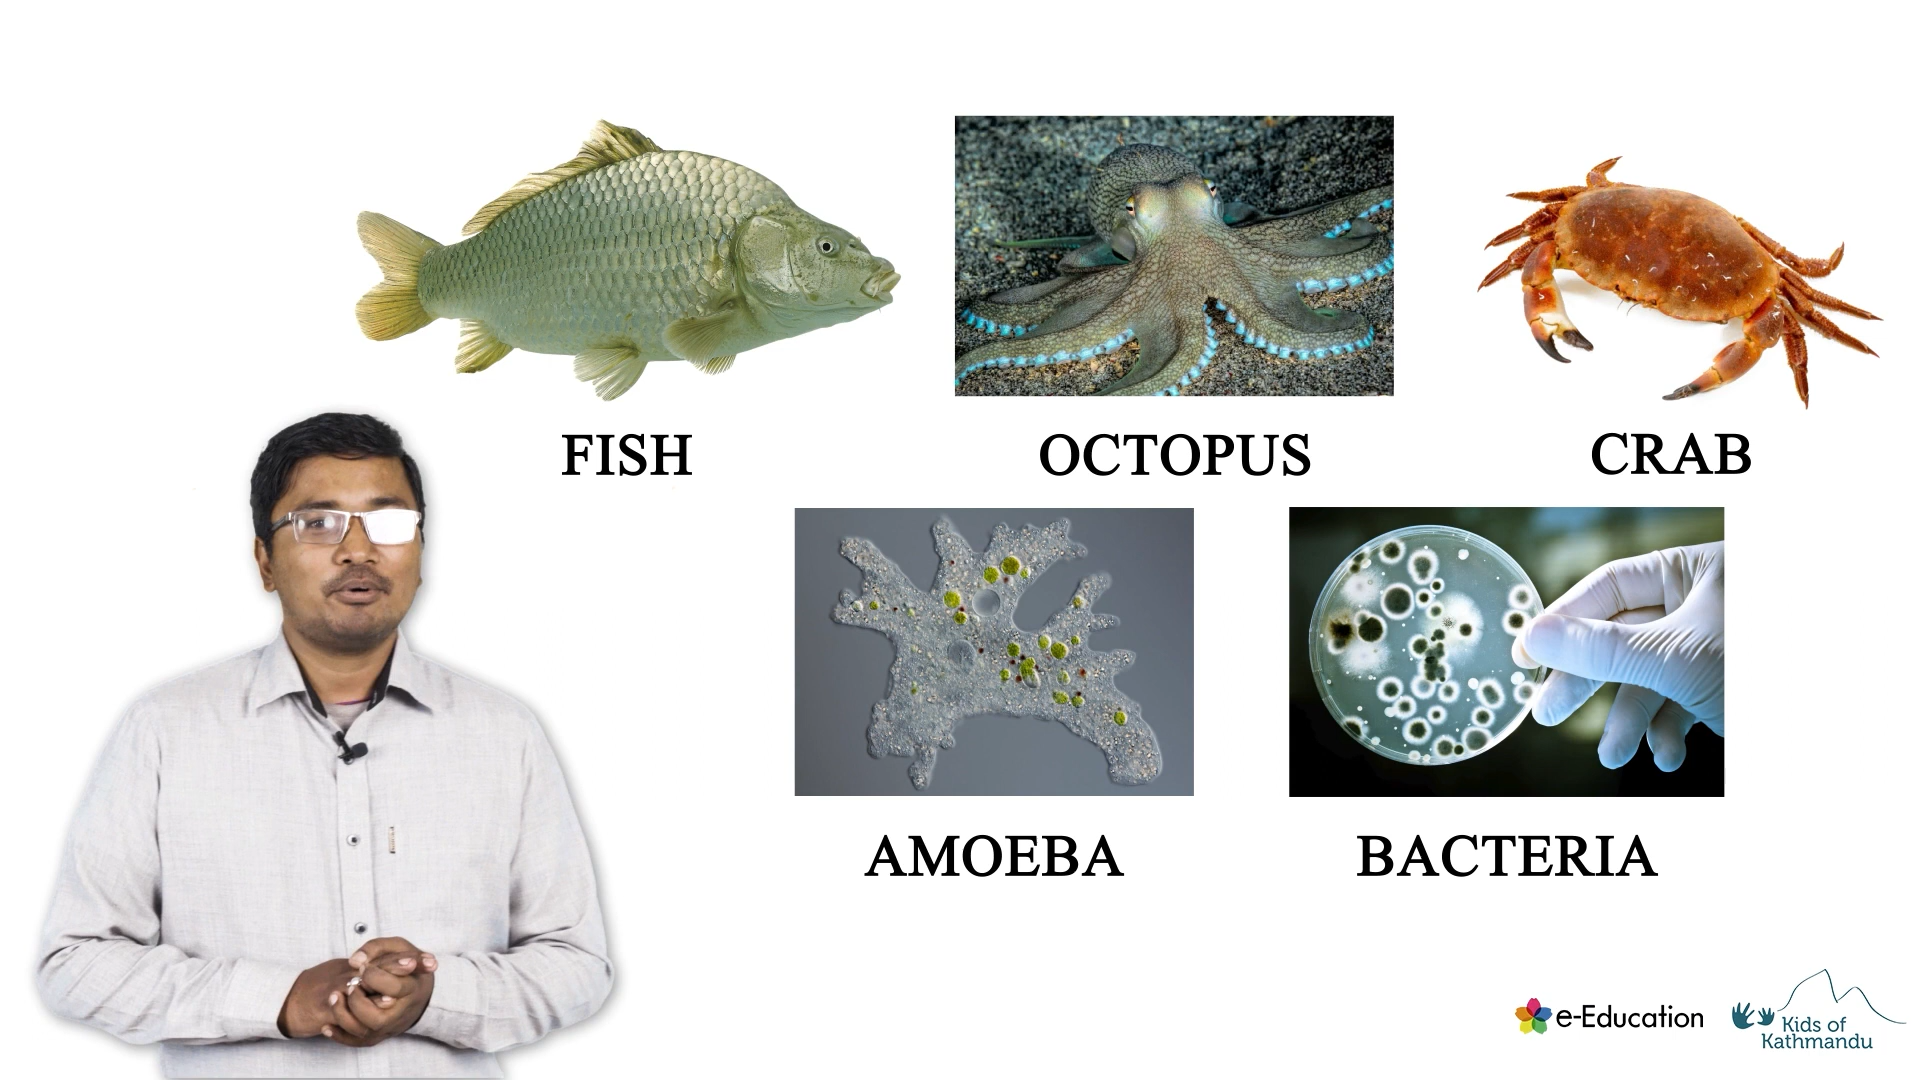 FISH
OCTOPUS
CRAB
AMOEBA
BACTERIA
e-Education
Kids of
Kathmandu